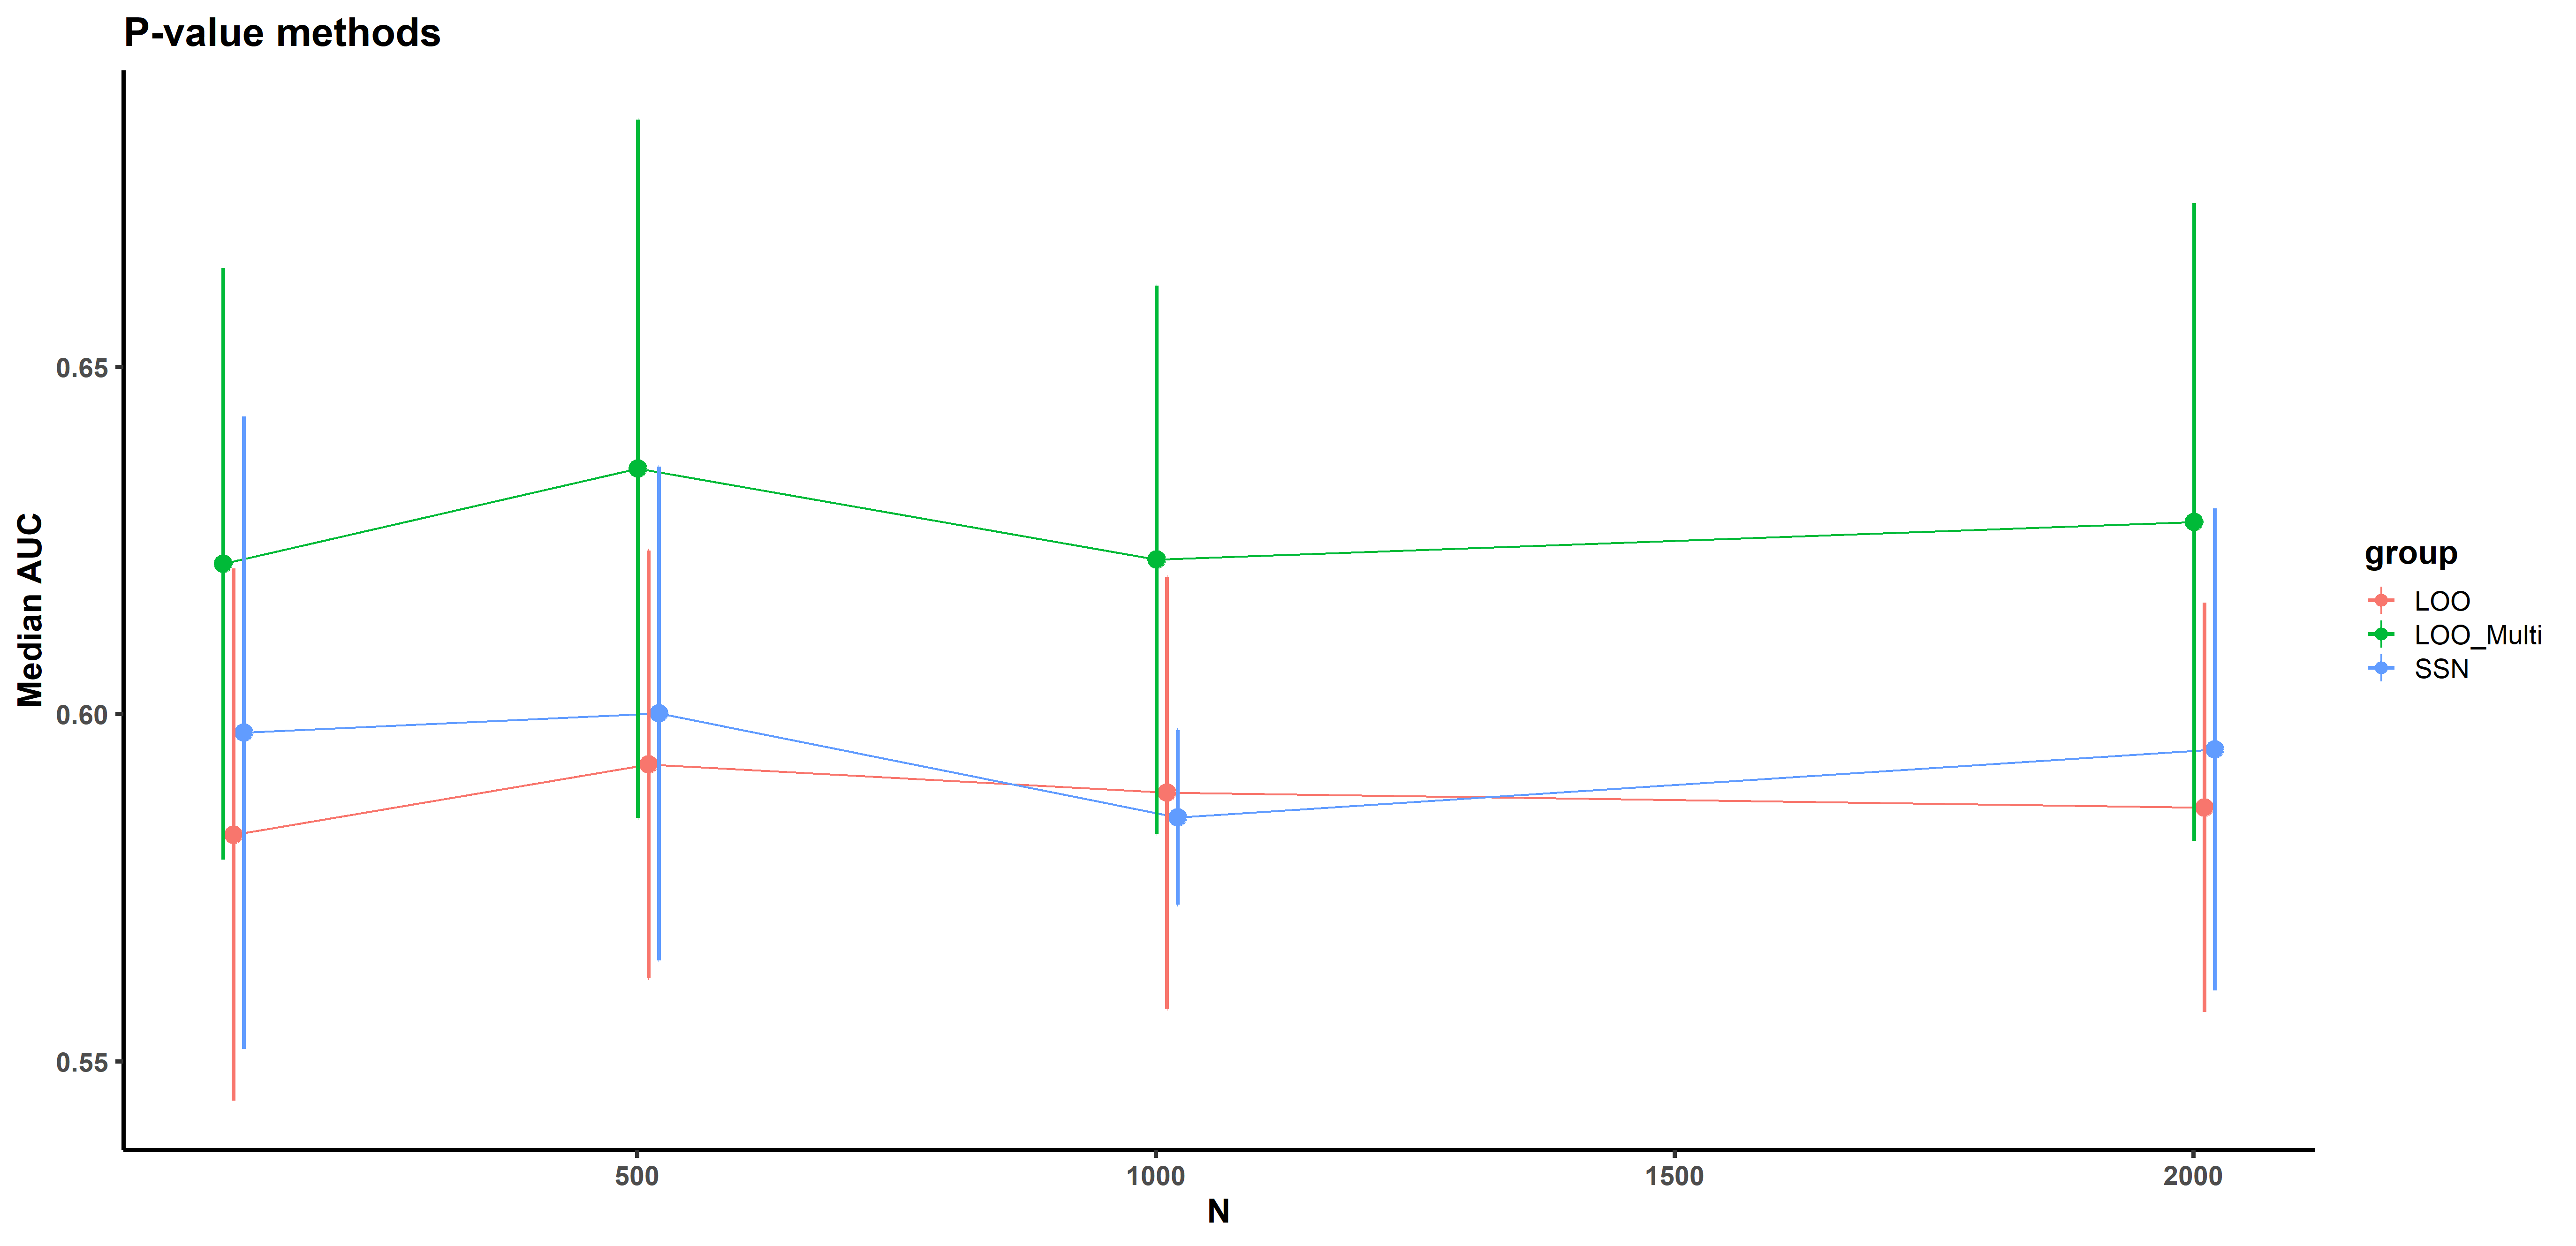 P-value methods
Median AUC
0.65
0.60
0.55
500
1000
1500
2000
N
group
LOO
LOO_Multi
SSN